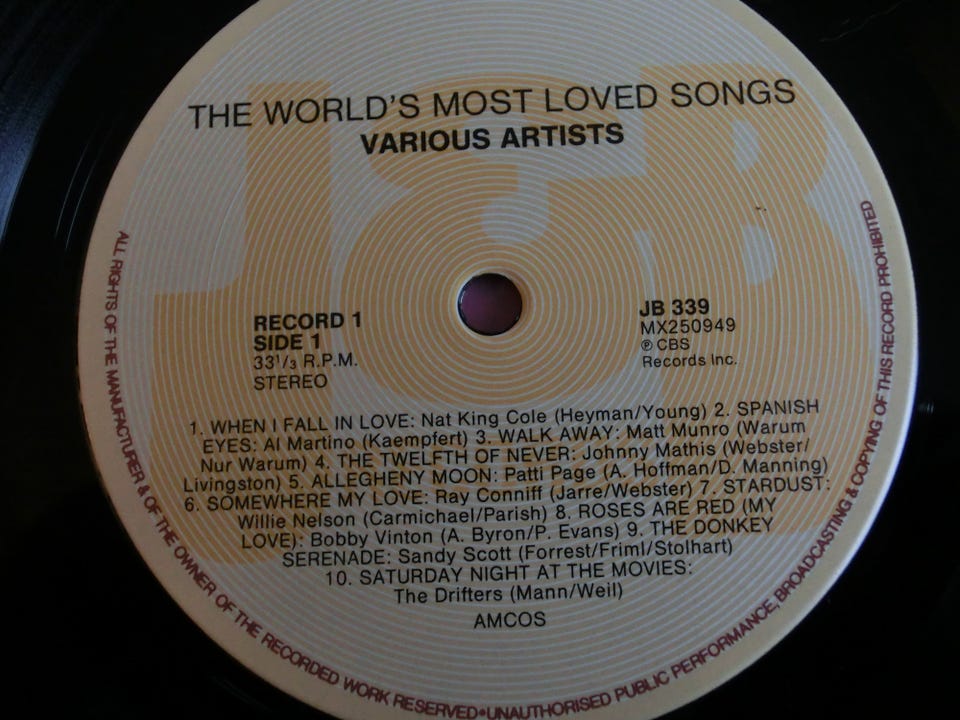 J&B
THE WORLD'S MOST LOVED SONGS
VARIOUS ARTISTS
RECORD 1
SIDE 1
33⅓ R.P.M.
STEREO
JB 339
MX250949
℗ CBS
Records Inc.
1. WHEN I FALL IN LOVE: Nat King Cole (Heyman/Young) 2. SPANISH
EYES: Al Martino (Kaempfert) 3. WALK AWAY: Matt Munro (Warum
Nur Warum) 4. THE TWELFTH OF NEVER: Johnny Mathis (Webster/
Livingston) 5. ALLEGHENY MOON: Patti Page (A. Hoffman/D. Manning)
6. SOMEWHERE MY LOVE: Ray Conniff (Jarre/Webster) 7. STARDUST:
Willie Nelson (Carmichael/Parish) 8. ROSES ARE RED (MY
LOVE): Bobby Vinton (A. Byron/P. Evans) 9. THE DONKEY
SERENADE: Sandy Scott (Forrest/Friml/Stolhart)
10. SATURDAY NIGHT AT THE MOVIES:
The Drifters (Mann/Weil)
AMCOS
ALL RIGHTS OF THE MANUFACTURER & OF THE OWNER OF THE RECORDED WORK RESERVED•UNAUTHORISED PUBLIC PERFORMANCE, BROADCASTING & COPYING OF THIS RECORD PROHIBITED